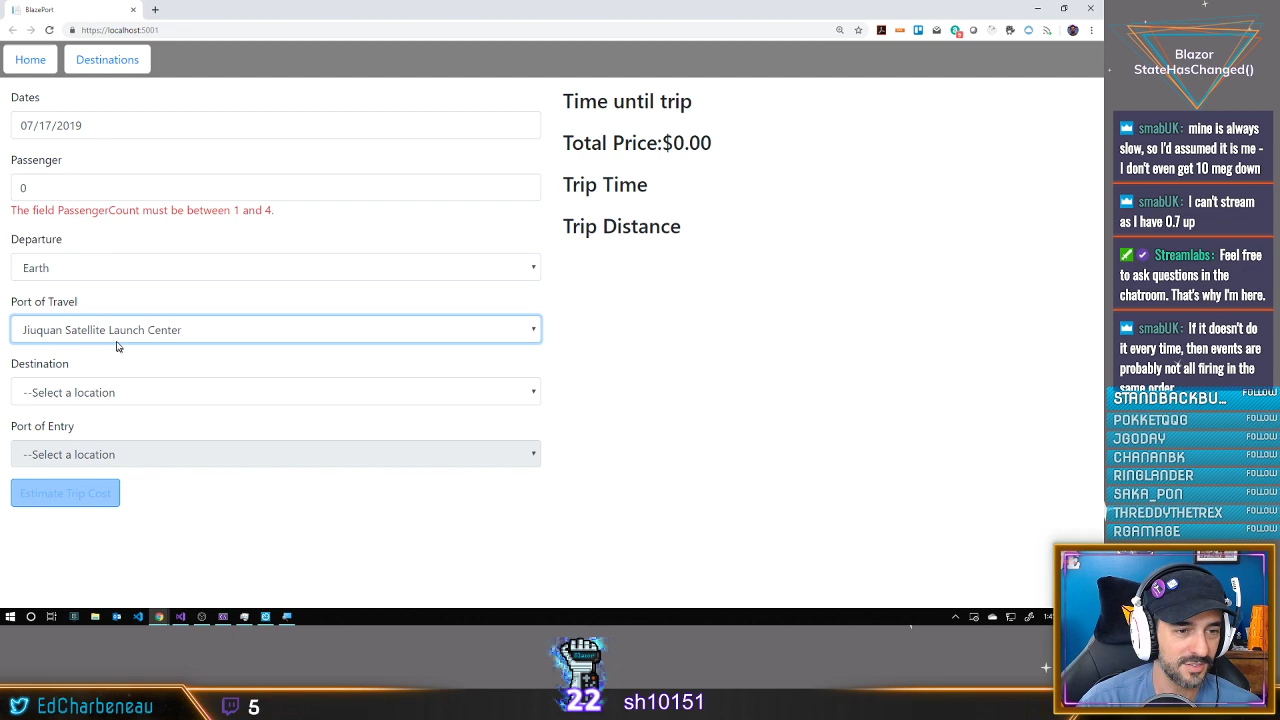 BlazePort
https://localhost:5001
Home
Destinations
Dates
07/17/2019
Passenger
0
The field PassengerCount must be between 1 and 4.
Departure
Earth
Port of Travel
Jiuquan Satellite Launch Center
Destination
--Select a location
Port of Entry
--Select a location
Estimate Trip Cost
Time until trip
Total Price:$0.00
Trip Time
Trip Distance
Blazor
StateHasChanged()
smabUK: mine is always
slow, so I'd assumed it is me -
I don't even get 10 meg down
smabUK: I can't stream
as I have 0.7 up
Streamlabs: Feel free
to ask questions in the
chatroom. That's why I'm here.
smabUK: If it doesn't do
it every time, then events are
probably not all firing in the
same order
STANDBACKBU... FOLLOW
POKKETQQG FOLLOW
JGODAY FOLLOW
CHANANBK FOLLOW
RINGLANDER FOLLOW
SAKA_PON FOLLOW
THREDDYTHETREX FOLLOW
RGAMAGE FOLLOW
Blazor
22 sh10151
EdCharbeneau 5